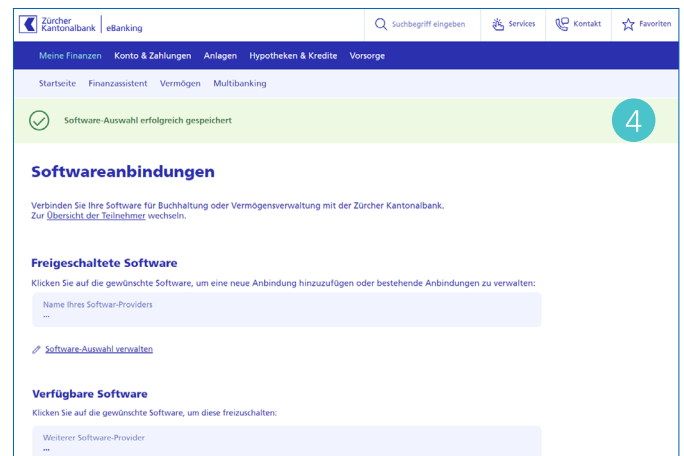 Zürcher
Kantonalbank eBanking
Suchbegriff eingeben Services Kontakt Favoriten
Meine Finanzen Konto & Zahlungen Anlagen Hypotheken & Kredite Vorsorge
Startseite Finanzassistent Vermögen Multibanking
Software-Auswahl erfolgreich gespeichert
4
Softwareanbindungen
Verbinden Sie Ihre Software für Buchhaltung oder Vermögensverwaltung mit der Zürcher Kantonalbank.
Zur Übersicht der Teilnehmer wechseln.
Freigeschaltete Software
Klicken Sie auf die gewünschte Software, um eine neue Anbindung hinzuzufügen oder bestehende Anbindungen zu verwalten:
Name Ihres Softwar-Providers
...
Software-Auswahl verwalten
Verfügbare Software
Klicken Sie auf die gewünschte Software, um diese freizuschalten:
Weiterer Software-Provider
...